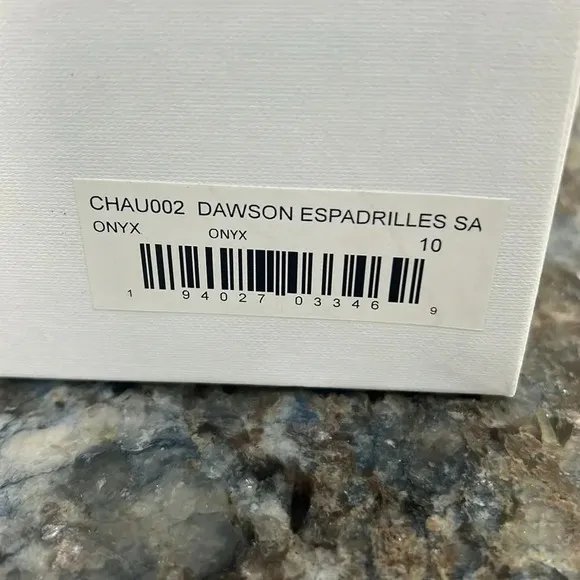 CHAU002 DAWSON ESPADRILLES SA
ONYX ONYX 10
1 94027 03346 9